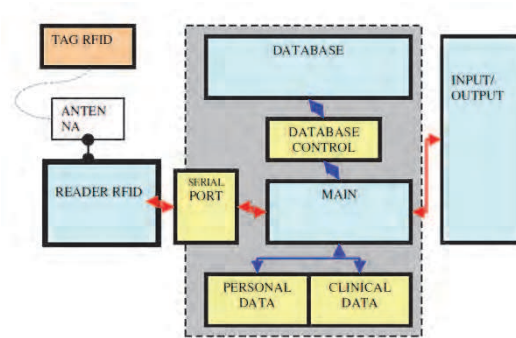 TAG RFID
ANTEN
NA
READER RFID
SERIAL
PORT
DATABASE
DATABASE
CONTROL
MAIN
PERSONAL
DATA
CLINICAL
DATA
INPUT/
OUTPUT